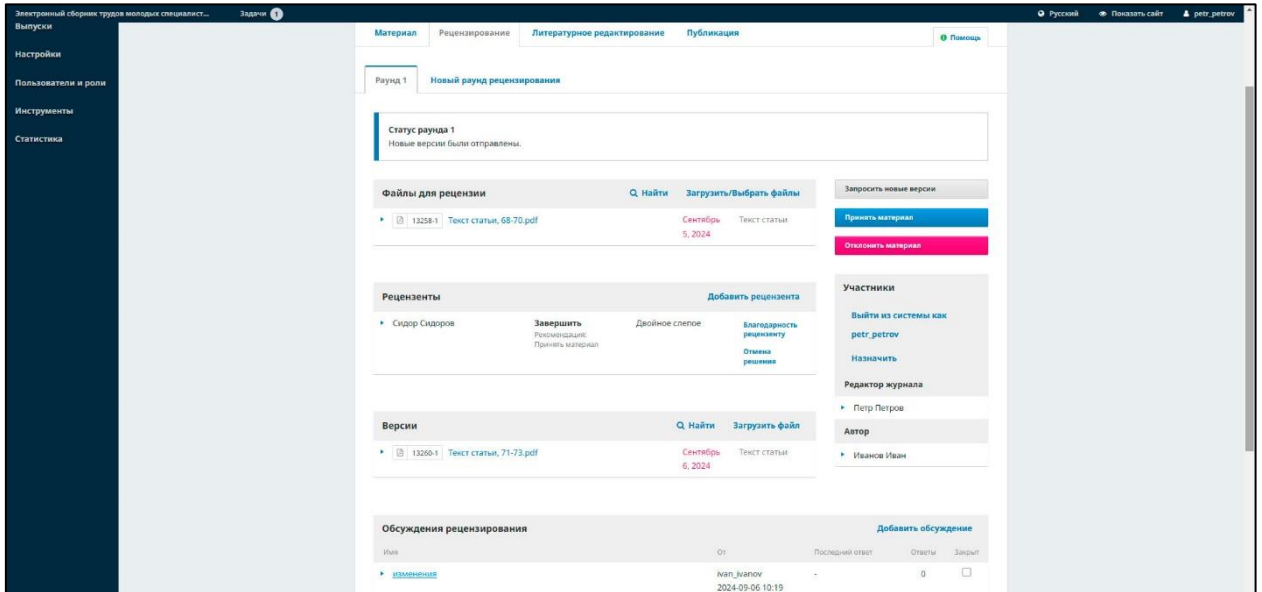 Электронный сборник трудов молодых специалист... Задачи 1 Русский Показать сайт petr_petrov
Выпуски
Настройки
Пользователи и роли
Инструменты
Статистика
Материал Рецензирование Литературное редактирование Публикация
Помощь
Раунд 1 Новый раунд рецензирования
Статус раунда 1
Новые версии были отправлены.
Файлы для рецензии Найти Загрузить/Выбрать файлы
13258-1 Текст статьи, 68-70.pdf Сентябрь 5, 2024 Текст статьи
Запросить новые версии
Принять материал
Отклонить материал
Рецензенты Добавить рецензента
Сидор Сидоров Завершить Двойное слепое Благодарность
рецензенту
Рекомендация:
Принять материал
Отмена
решения
Участники
Выйти из системы как
petr_petrov
Назначить
Редактор журнала
Петр Петров
Автор
Иванов Иван
Версии Найти Загрузить файл
13260-1 Текст статьи, 71-73.pdf Сентябрь 6, 2024 Текст статьи
Обсуждения рецензирования Добавить обсуждение
Имя От Последний ответ Ответы Закрыт
изменения ivan_ivanov - 0
2024-09-06 10:19